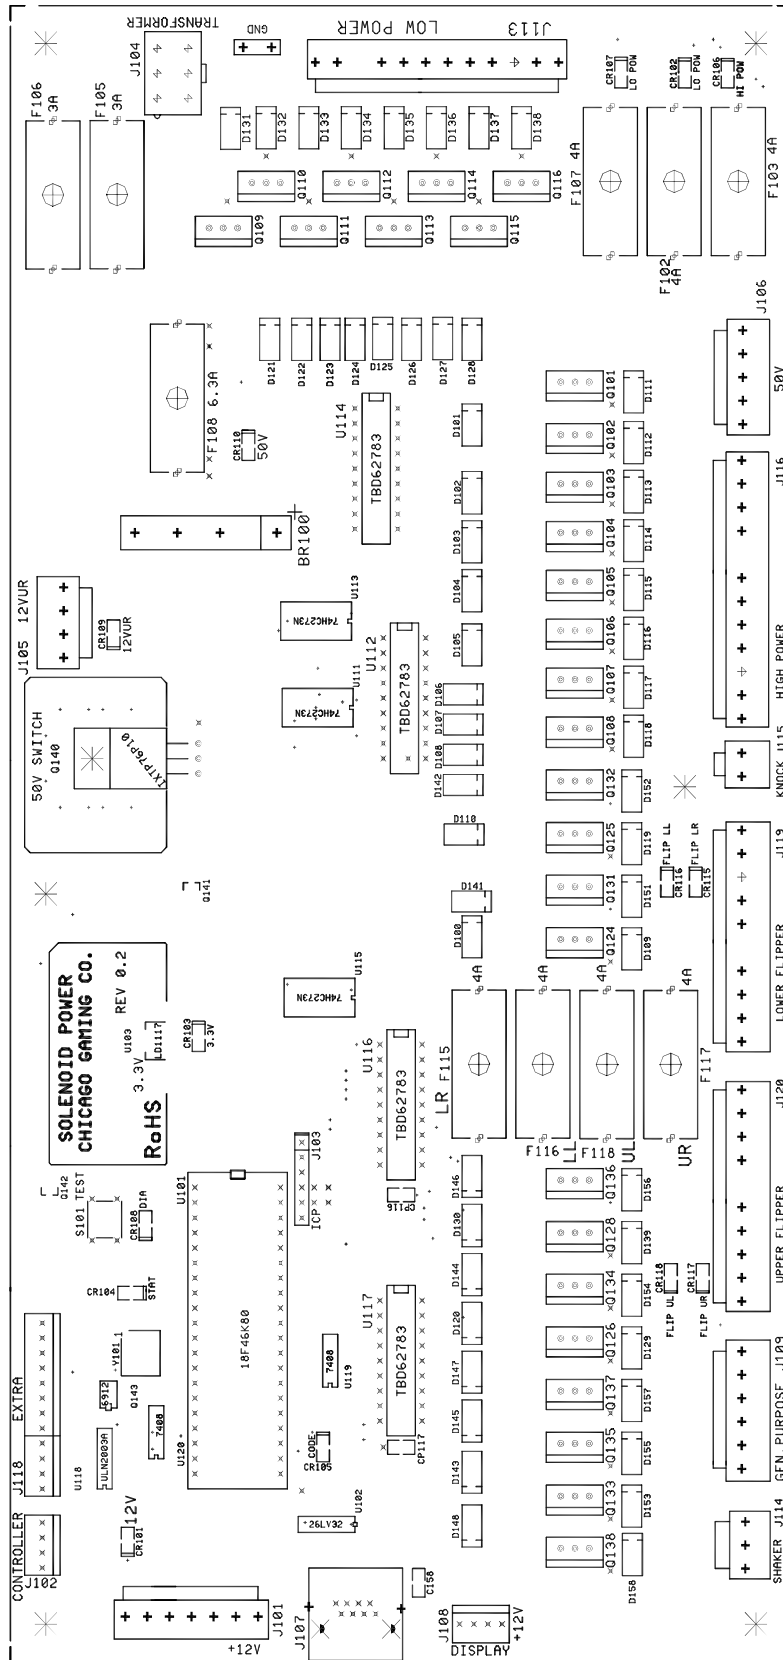 TRANSFORMER
J104
GND
LOW POWER
J113
F106
3A
F105
3A
CR107
LO POW
CR102
LO POW
CR106
HI POW
D131
D132
D133
D134
D135
D136
D137
D138
Q110
Q112
Q114
Q116
Q109
Q111
Q113
Q115
F107 4A
F102
4A
F103 4A
J106
50V
F108 6.3A
CR110
50V
D121
D122
D123
D124
D125
D126
D127
D128
U114
TBD62783
D101
D102
D103
D104
D105
BR100
+
Q101
D111
Q102
D112
Q103
D113
Q104
D114
Q105
D115
Q106
D116
Q107
D117
Q108
D118
Q132
D152
Q125
D119
Q131
D151
Q124
D109
J116
HIGH POWER
J105 12VUR
CR109
12VUR
U113
74HC273N
U111
74HC273N
U112
TBD62783
D106
D107
D108
D142
D110
D141
D100
50V SWITCH
Q140
IXTP76P10
Q141
KNOCK J115
J119
LOWER FLIPPER
FLIP LL
CR116
FLIP LR
CR115
SOLENOID POWER
CHICAGO GAMING CO.
REV 0.2
U103
3.3V
LD1117
RoHS
CR103
3.3V
U115
74HC273N
U116
TBD62783
CP116
4A
4A
4A
4A
LR F115
F116
LL
F118
UL
F117
UR
J120
UPPER FLIPPER
Q142
S101 TEST
CR108
DIA
CR104
STAT
U101
18F46K80
J103
ICP
D146
D130
D144
D120
D147
D145
D143
D148
Q136
D156
Q128
D139
Q134
D154
Q126
D129
Q137
D157
Q135
D155
Q133
D153
Q138
D158
CR118
FLIP UL
CR117
FLIP UR
J118 EXTRA
Y101.1
6912
Q143
U118
ULN2003A
7408
U120
7408
U119
U117
TBD62783
CP117
CODE
CR105
U102
26LV32
GEN PURPOSE J109
SHAKER J114
CONTROLLER
J102
12V
CR101
J101
+12V
J107
C158
J108
DISPLAY
+12V